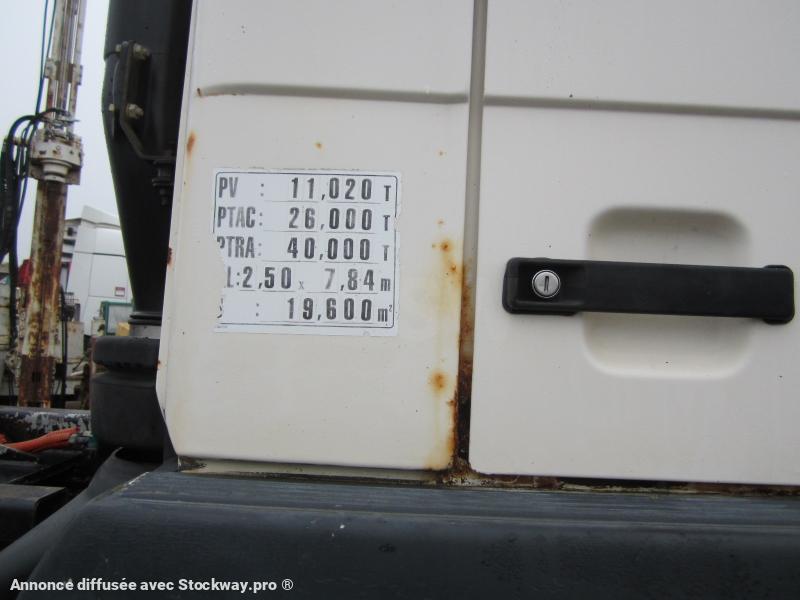 PV : 11,020 T
PTAC: 26,000 T
PTRA: 40,000 T
L: 2,50 x 7,84 m
: 19,600 m²
Annonce diffusée avec Stockway.pro ®